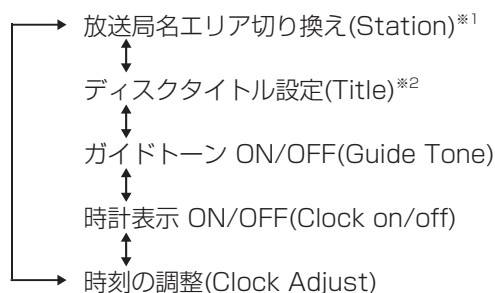 放送局名エリア切り換え(Station)※1
ディスクタイトル設定(Title)※2
ガイドトーン ON/OFF(Guide Tone)
時計表示 ON/OFF(Clock on/off)
時刻の調整(Clock Adjust)